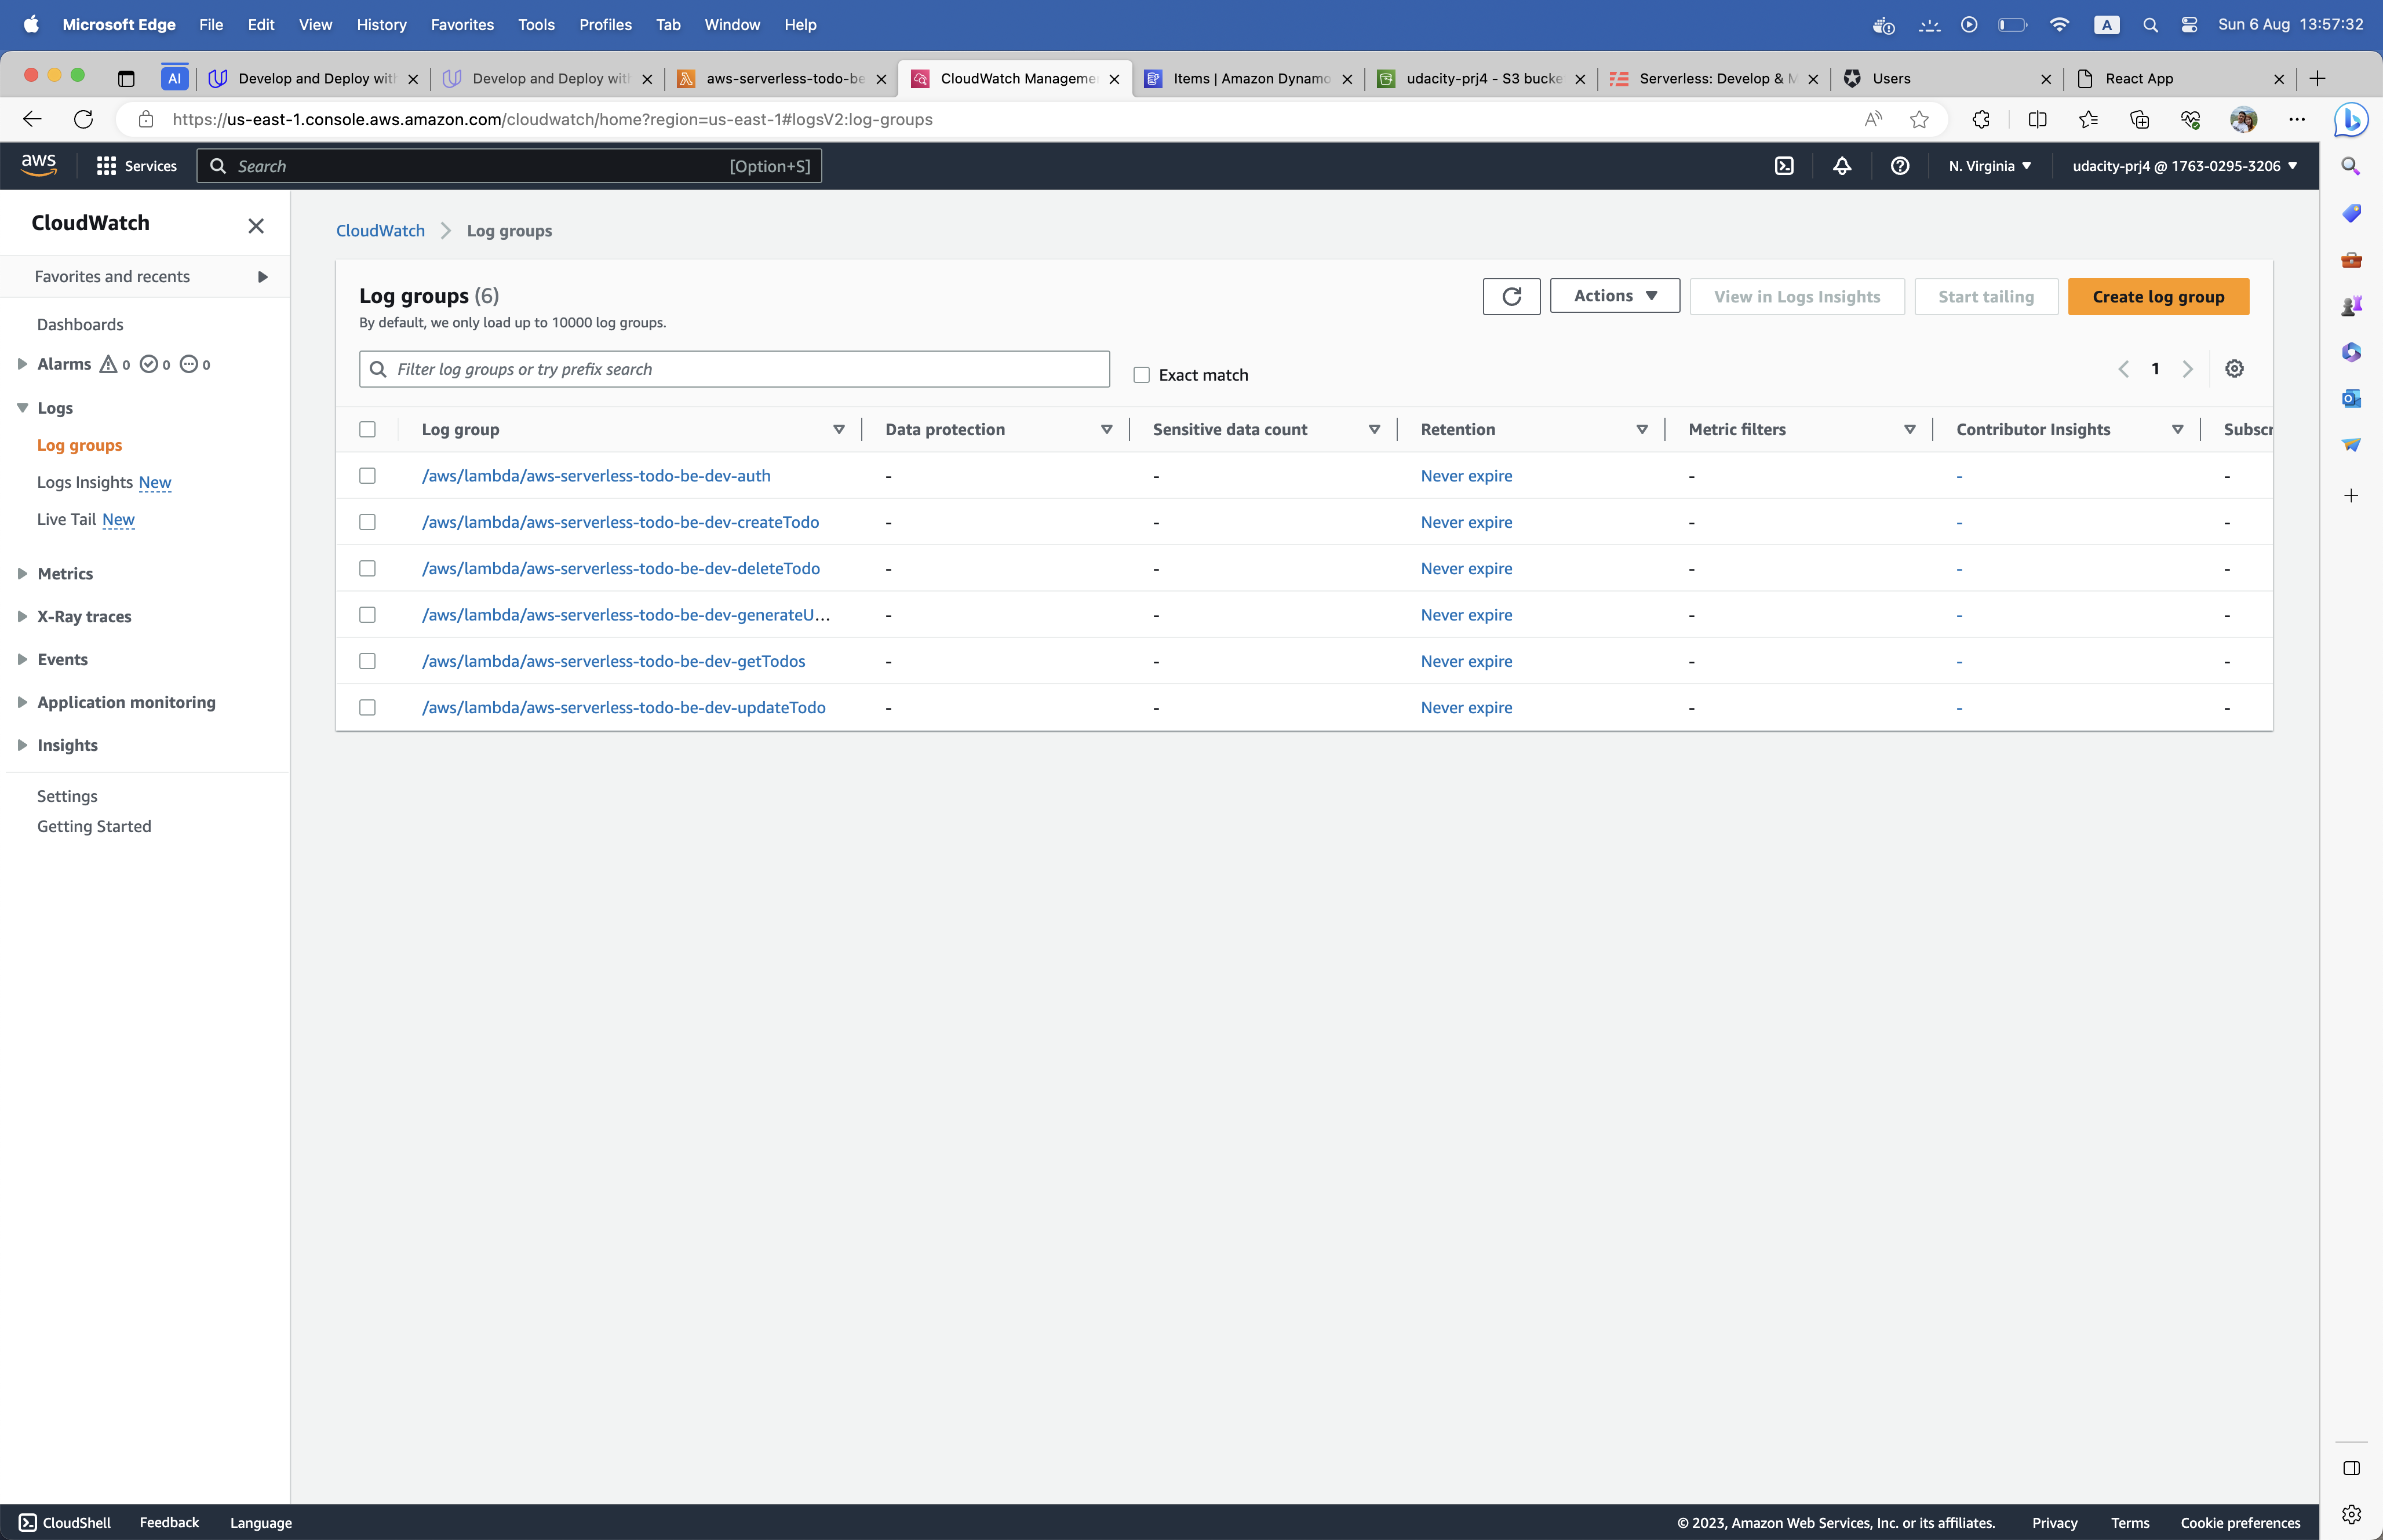 Microsoft Edge File Edit View History Favorites Tools Profiles Tab Window Help A Sun 6 Aug 13:57:32
AI Develop and Deploy with Develop and Deploy with aws-serverless-todo-be CloudWatch Manageme Items | Amazon Dynamo udacity-prj4 - S3 bucke Serverless: Develop & M Users React App
https://us-east-1.console.aws.amazon.com/cloudwatch/home?region=us-east-1#logsV2:log-groups
aws Services Search [Option+S] N. Virginia udacity-prj4 @ 1763-0295-3206
CloudWatch
Favorites and recents
Dashboards
Alarms 0 0 0
Logs
Log groups
Logs Insights New
Live Tail New
Metrics
X-Ray traces
Events
Application monitoring
Insights
Settings
Getting Started
CloudWatch Log groups
Log groups (6)
By default, we only load up to 10000 log groups.
Actions View in Logs Insights Start tailing Create log group
Filter log groups or try prefix search Exact match 1
Log group Data protection Sensitive data count Retention Metric filters Contributor Insights Subscr
/aws/lambda/aws-serverless-todo-be-dev-auth - - Never expire - - -
/aws/lambda/aws-serverless-todo-be-dev-createTodo - - Never expire - - -
/aws/lambda/aws-serverless-todo-be-dev-deleteTodo - - Never expire - - -
/aws/lambda/aws-serverless-todo-be-dev-generateU... - - Never expire - - -
/aws/lambda/aws-serverless-todo-be-dev-getTodos - - Never expire - - -
/aws/lambda/aws-serverless-todo-be-dev-updateTodo - - Never expire - - -
CloudShell Feedback Language © 2023, Amazon Web Services, Inc. or its affiliates. Privacy Terms Cookie preferences